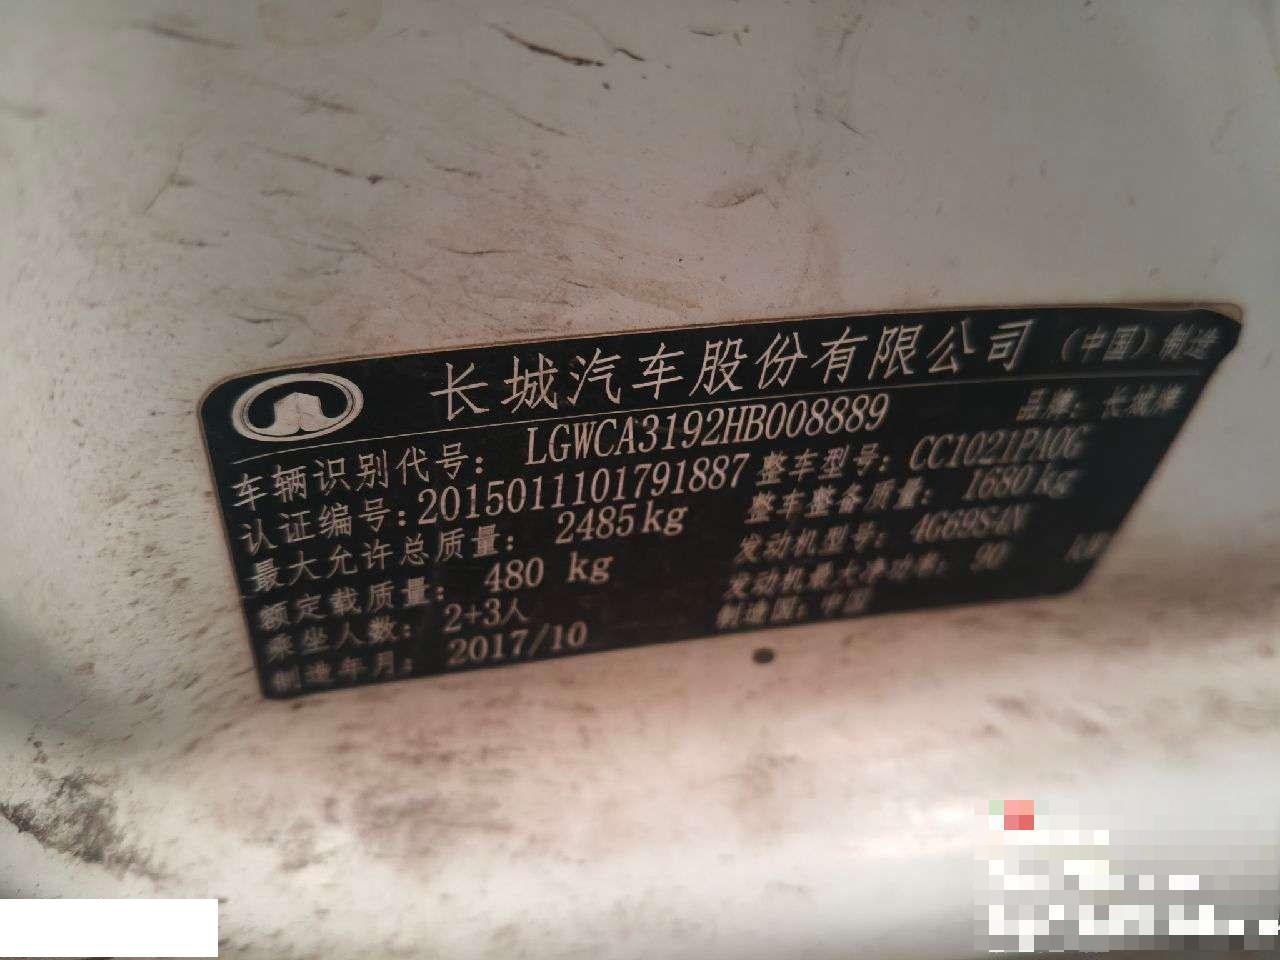 长城汽车股份有限公司 (中国) 制造
品牌: 长城牌
车辆识别代号: LGWCA3192HB008889
整车型号: CC1021PA0G
认证编号: 2015011101791887
整车整备质量: 1680 kg
最大允许总质量: 2485 kg
发动机型号: 4G69S4N
额定载质量: 480 kg
发动机最大净功率: 90
乘坐人数: 2+3人
制造国: 中国
制造年月: 2017/10